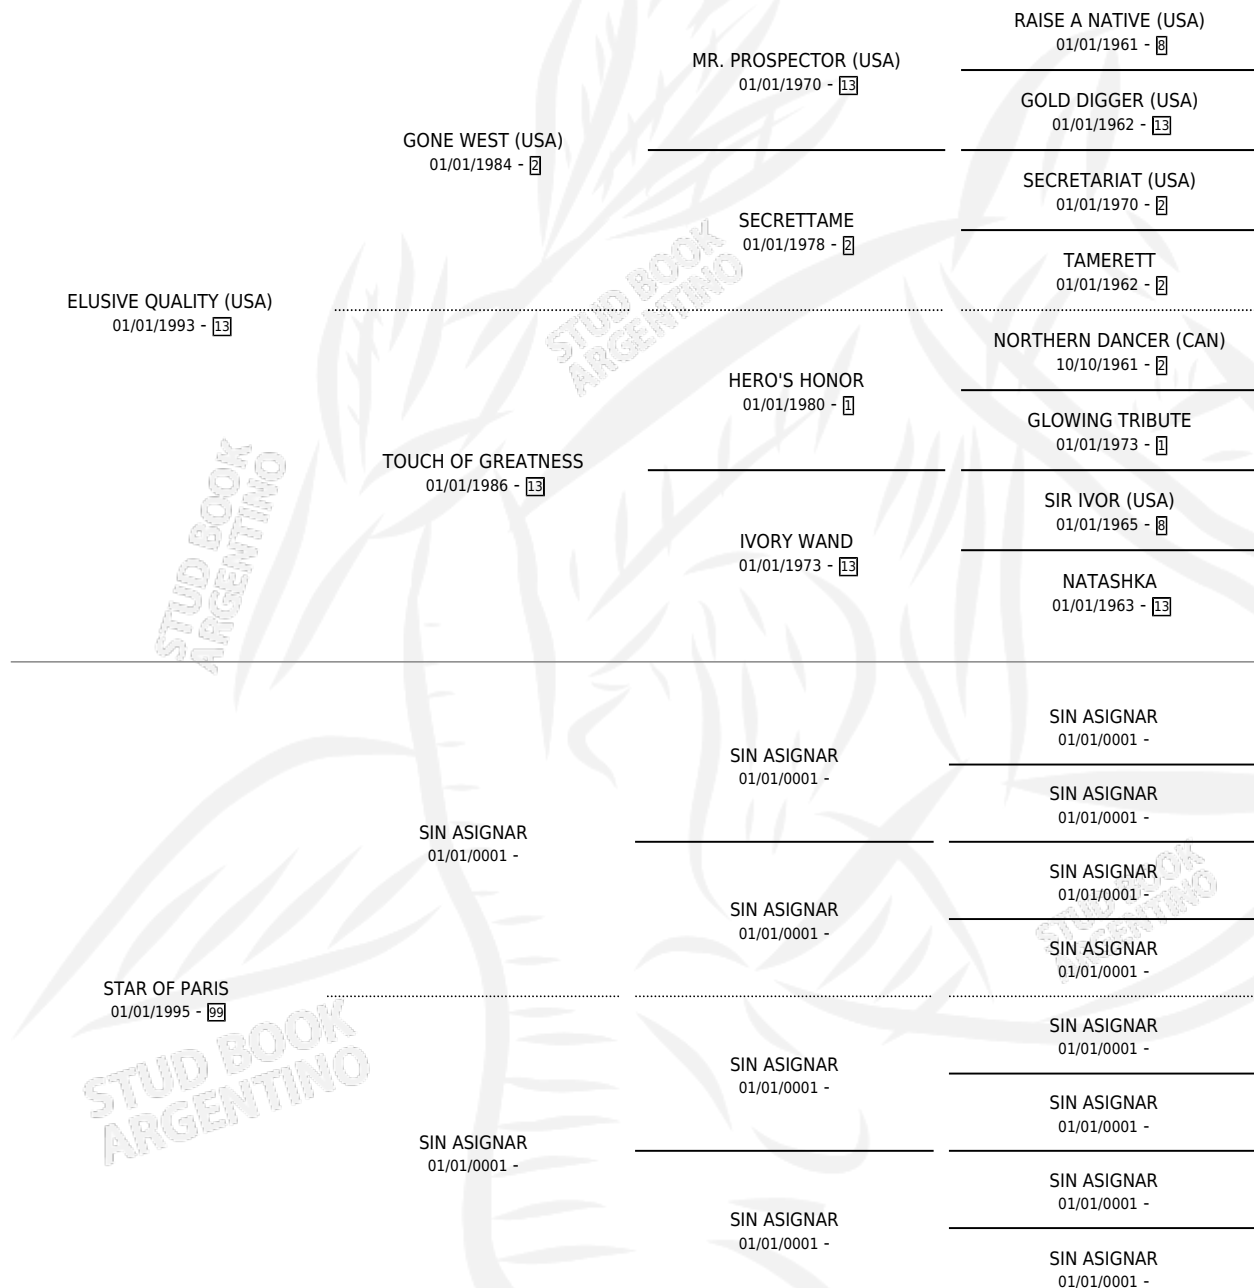 RAISE A NATIVE (USA)
01/01/1961 - 8
MR. PROSPECTOR (USA)
01/01/1970 - 13
GOLD DIGGER (USA)
01/01/1962 - 13
GONE WEST (USA)
01/01/1984 - 2
SECRETARIAT (USA)
01/01/1970 - 2
SECRETTAME
01/01/1978 - 2
TAMERETT
01/01/1962 - 2
ELUSIVE QUALITY (USA)
01/01/1993 - 13
NORTHERN DANCER (CAN)
10/10/1961 - 2
HERO'S HONOR
01/01/1980 - 1
GLOWING TRIBUTE
01/01/1973 - 1
TOUCH OF GREATNESS
01/01/1986 - 13
SIR IVOR (USA)
01/01/1965 - 8
IVORY WAND
01/01/1973 - 13
NATASHKA
01/01/1963 - 13
STUD BOOK
ARGENTINO
STUD BOOK
ARGENTINO
SIN ASIGNAR
01/01/0001 -
SIN ASIGNAR
01/01/0001 -
SIN ASIGNAR
01/01/0001 -
SIN ASIGNAR
01/01/0001 -
SIN ASIGNAR
01/01/0001 -
SIN ASIGNAR
01/01/0001 -
SIN ASIGNAR
01/01/0001 -
STAR OF PARIS
01/01/1995 - 99
SIN ASIGNAR
01/01/0001 -
SIN ASIGNAR
01/01/0001 -
SIN ASIGNAR
01/01/0001 -
SIN ASIGNAR
01/01/0001 -
SIN ASIGNAR
01/01/0001 -
SIN ASIGNAR
01/01/0001 -
SIN ASIGNAR
01/01/0001 -
STUD BOOK
ARGENTINO
STUD BOOK
ARGENTINO